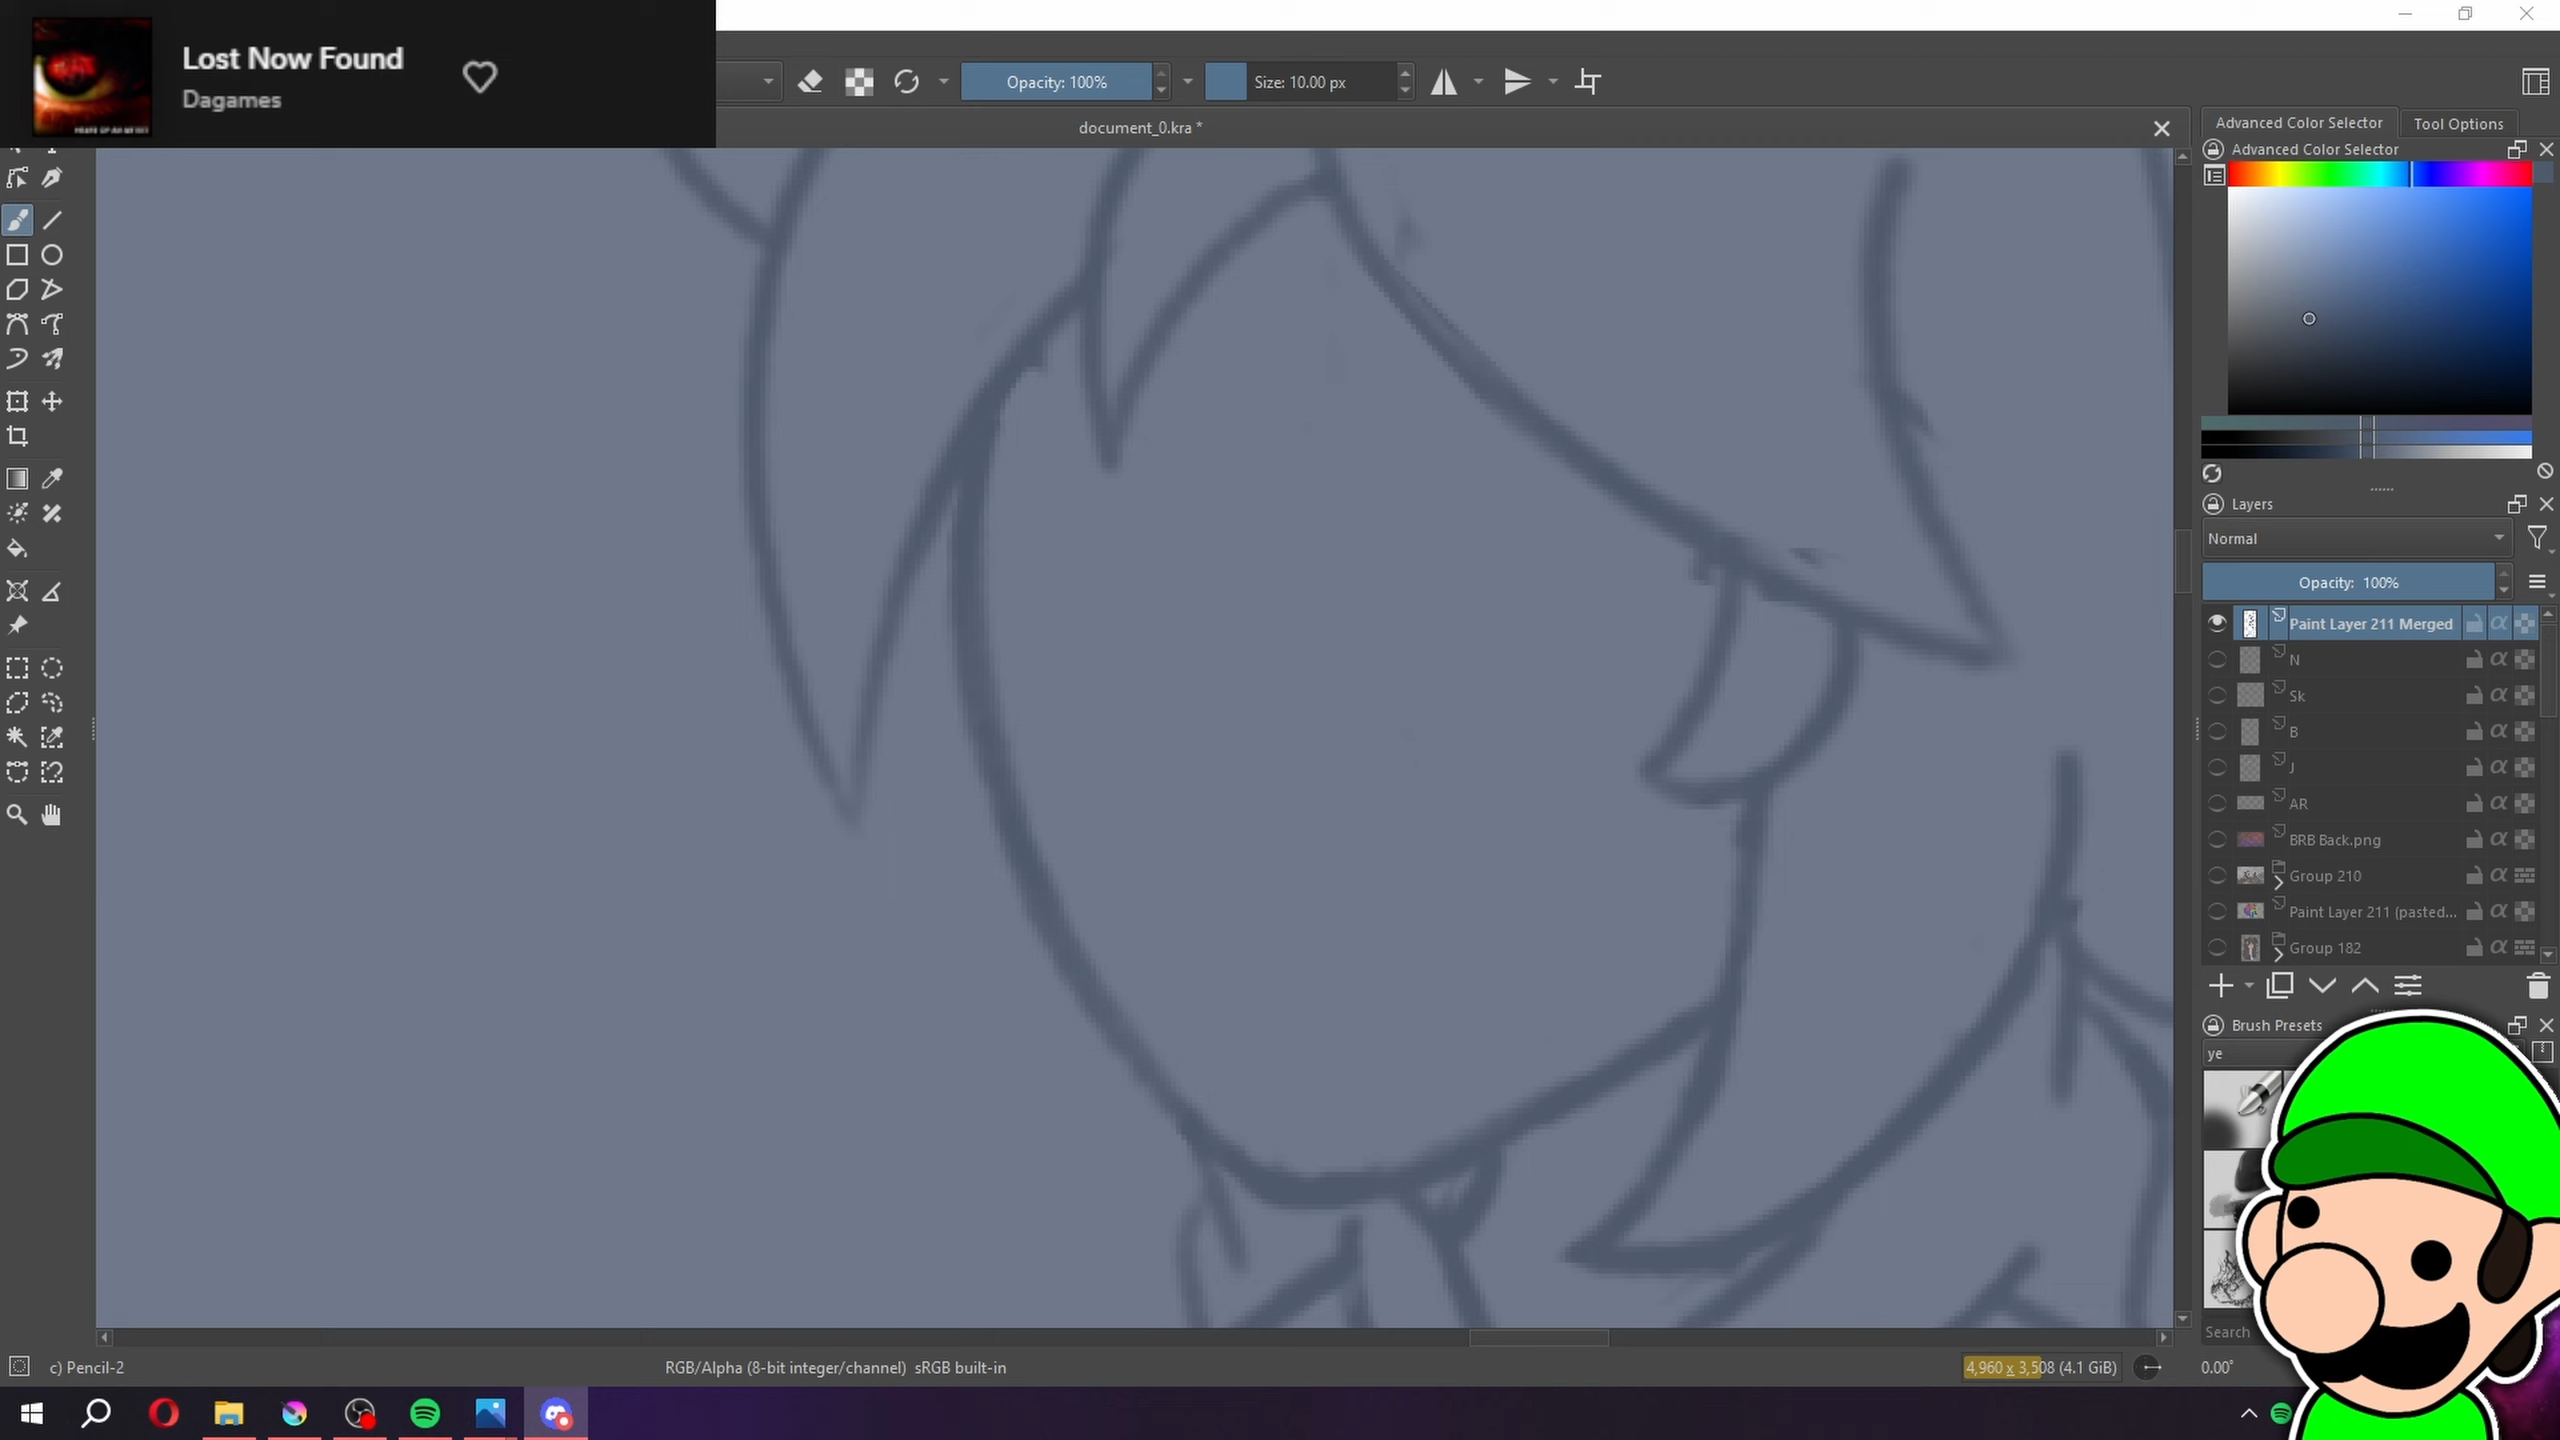 Lost Now Found
Dagames
Opacity: 100%
Size: 10.00 px
document_0.kra *
Advanced Color Selector
Tool Options
Advanced Color Selector
Layers
Normal
Opacity: 100%
Paint Layer 211 Merged
N
Sk
B
J
AR
BRB Back.png
Group 210
Paint Layer 211 (pasted...
Group 182
Brush Presets
ye
Search
c) Pencil-2
RGB/Alpha (8-bit integer/channel) sRGB built-in
4,960 x 3,508 (4.1 GiB)
0.00°